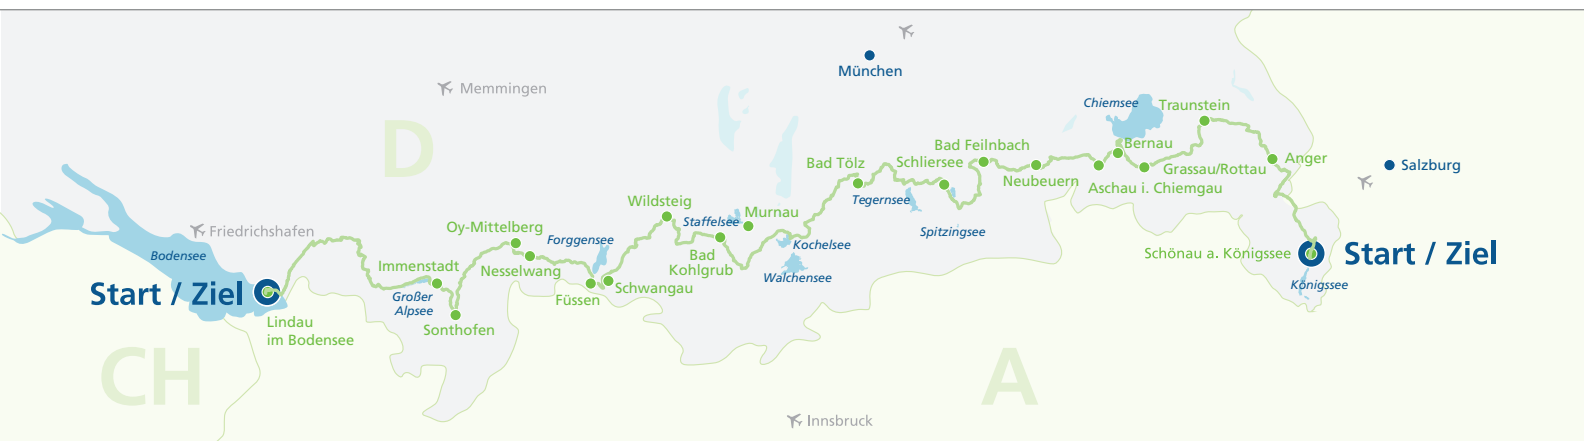 München
Memmingen
D
Chiemsee
Traunstein
Bad Feilnbach
Bernau
Bad Tölz
Schliersee
Anger
Salzburg
Grassau/Rottau
Neubeuern
Aschau i. Chiemgau
Wildsteig
Tegernsee
Staffelsee
Murnau
Oy-Mittelberg
Friedrichshafen
Forggensee
Spitzingsee
Kochelsee
Bodensee
Bad
Kohlgrub
Schönau a. Königssee
Start / Ziel
Immenstadt
Nesselwang
Walchensee
Königssee
Schwangau
Start / Ziel
Großer
Alpsee
Füssen
Lindau
im Bodensee
Sonthofen
CH
A
Innsbruck